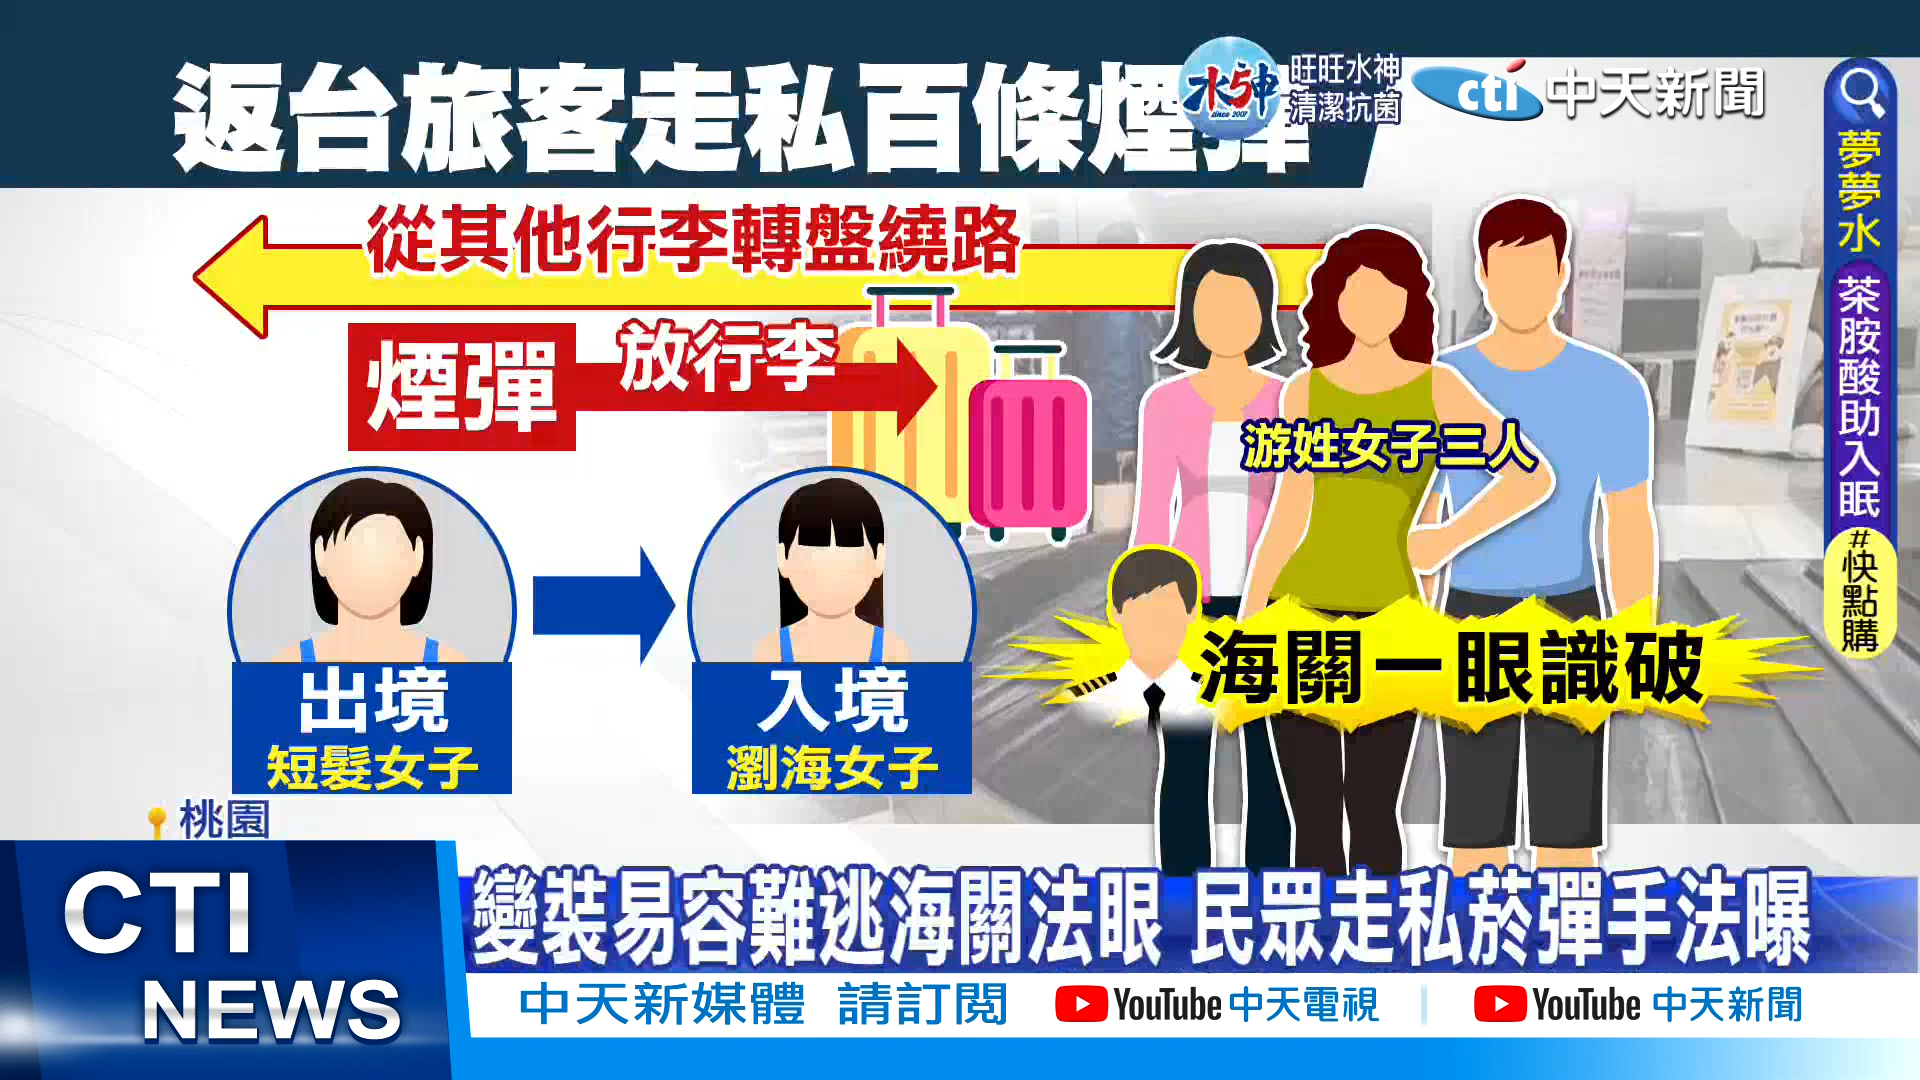 返台旅客走私百條煙彈
水神
since 2007
旺旺水神
清潔抗菌
cti 中天新聞
從其他行李轉盤繞路
煙彈
放行李
游姓女子三人
出境
短髮女子
入境
瀏海女子
海關一眼識破
夢夢水
茶胺酸助入眠
#快點購
桃園
CTI
NEWS
變裝易容難逃海關法眼 民眾走私菸彈手法曝
中天新媒體 請訂閱 YouTube 中天電視 | YouTube 中天新聞